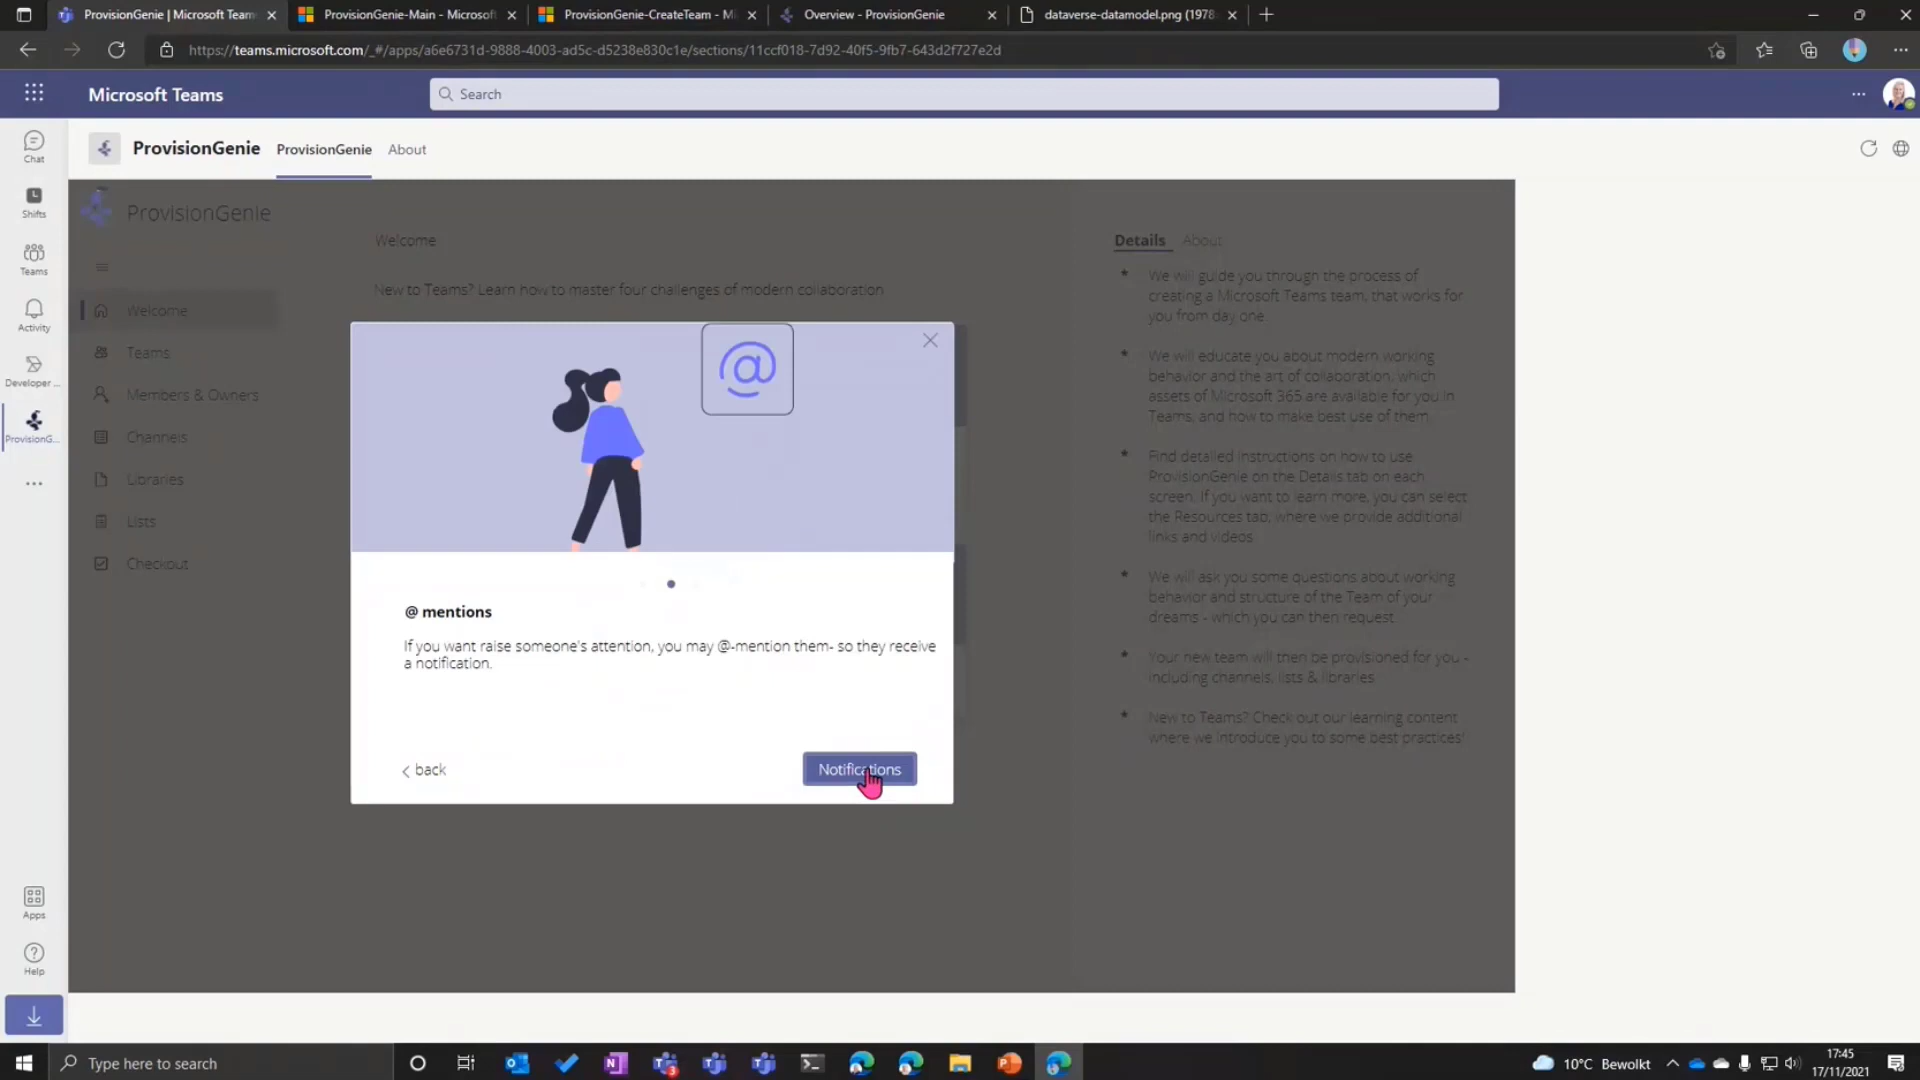 ProvisionGenie | Microsoft Team
ProvisionGenie-Main - Microsoft
ProvisionGenie-CreateTeam - Mi
Overview - ProvisionGenie
dataverse-datamodel.png (1978
https://teams.microsoft.com/_#/apps/a6e6731d-9888-4003-ad5c-d5238e830c1e/sections/11ccf018-7d92-40f5-9fb7-643d2f727e2d
Microsoft Teams
Search
Chat
Shifts
Teams
Activity
Developer ...
ProvisionG...
Apps
Help
ProvisionGenie
ProvisionGenie
About
ProvisionGenie
Welcome
Teams
Members & Owners
Channels
Libraries
Lists
Checkout
Welcome
New to Teams? Learn how to master four challenges of modern collaboration
@
@ mentions
If you want raise someone's attention, you may @-mention them- so they receive
a notification.
< back
Notifications
Details
About
* We will guide you through the process of
creating a Microsoft Teams team, that works for
you from day one.
* We will educate you about modern working
behavior and the art of collaboration, which
assets of Microsoft 365 are available for you in
Teams, and how to make best use of them.
* Find detailed instructions on how to use
ProvisionGenie on the Details tab on each
screen. If you want to learn more, you can select
the Resources tab, where we provide additional
links and videos
* We will ask you some questions about working
behavior and structure of the Team of your
dreams - which you can then request
* Your new team will then be provisioned for you -
including channels, lists & libraries
* New to Teams? Check out our learning content
where we introduce you to some best practices!
Type here to search
10°C Bewolkt
17:45
17/11/2021